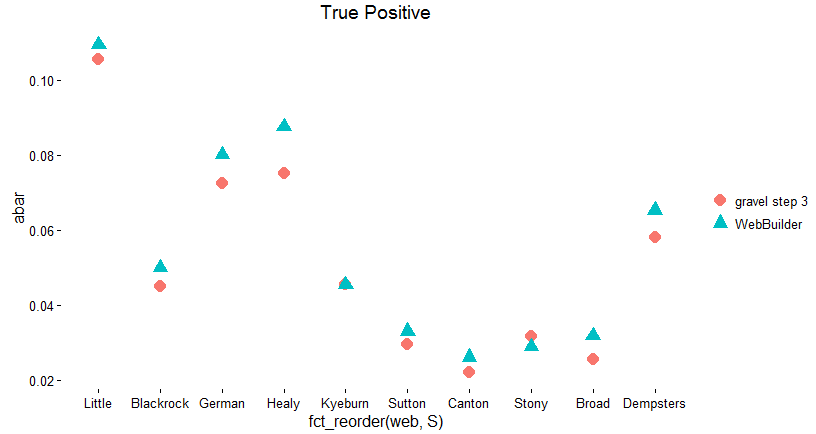 True Positive
abar
0.10
0.08
0.06
0.04
0.02
Little Blackrock German Healy Kyeburn Sutton Canton Stony Broad Dempsters
fct_reorder(web, S)
gravel step 3
WebBuilder